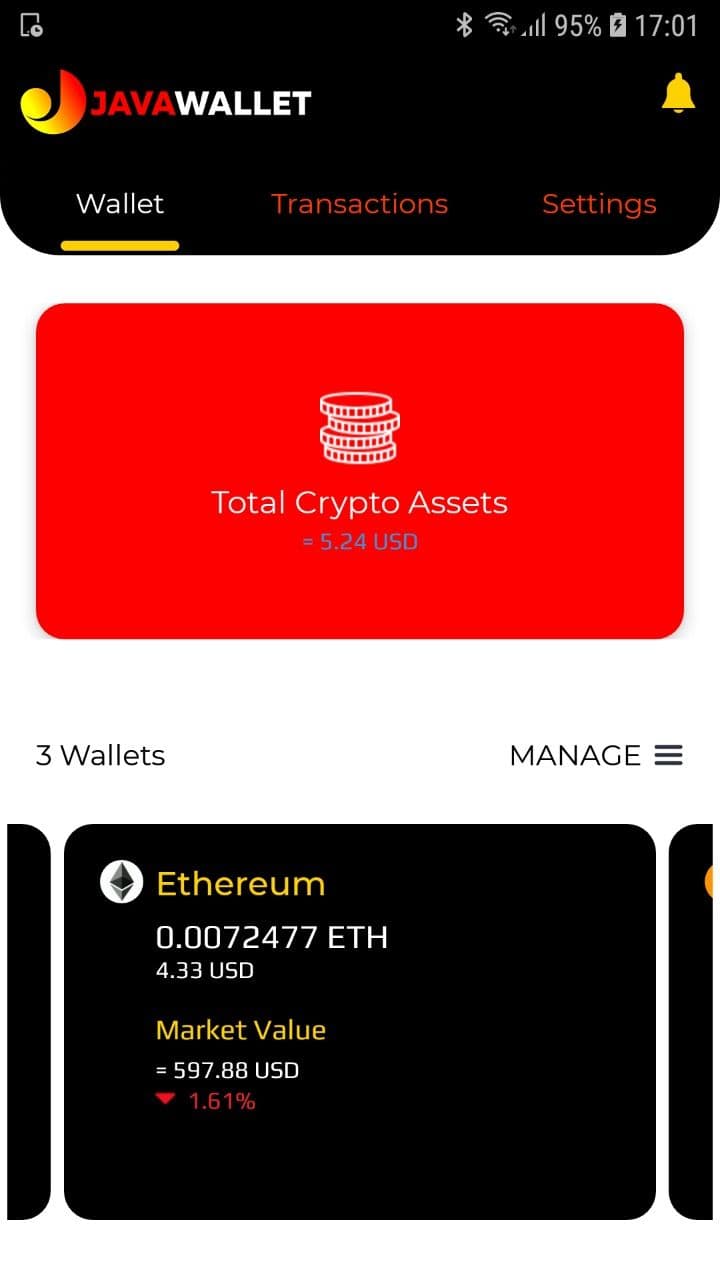 95% 17:01
JAVAWALLET
Wallet Transactions Settings
Total Crypto Assets
= 5.24 USD
3 Wallets MANAGE
Ethereum
0.0072477 ETH
4.33 USD
Market Value
= 597.88 USD
1.61%